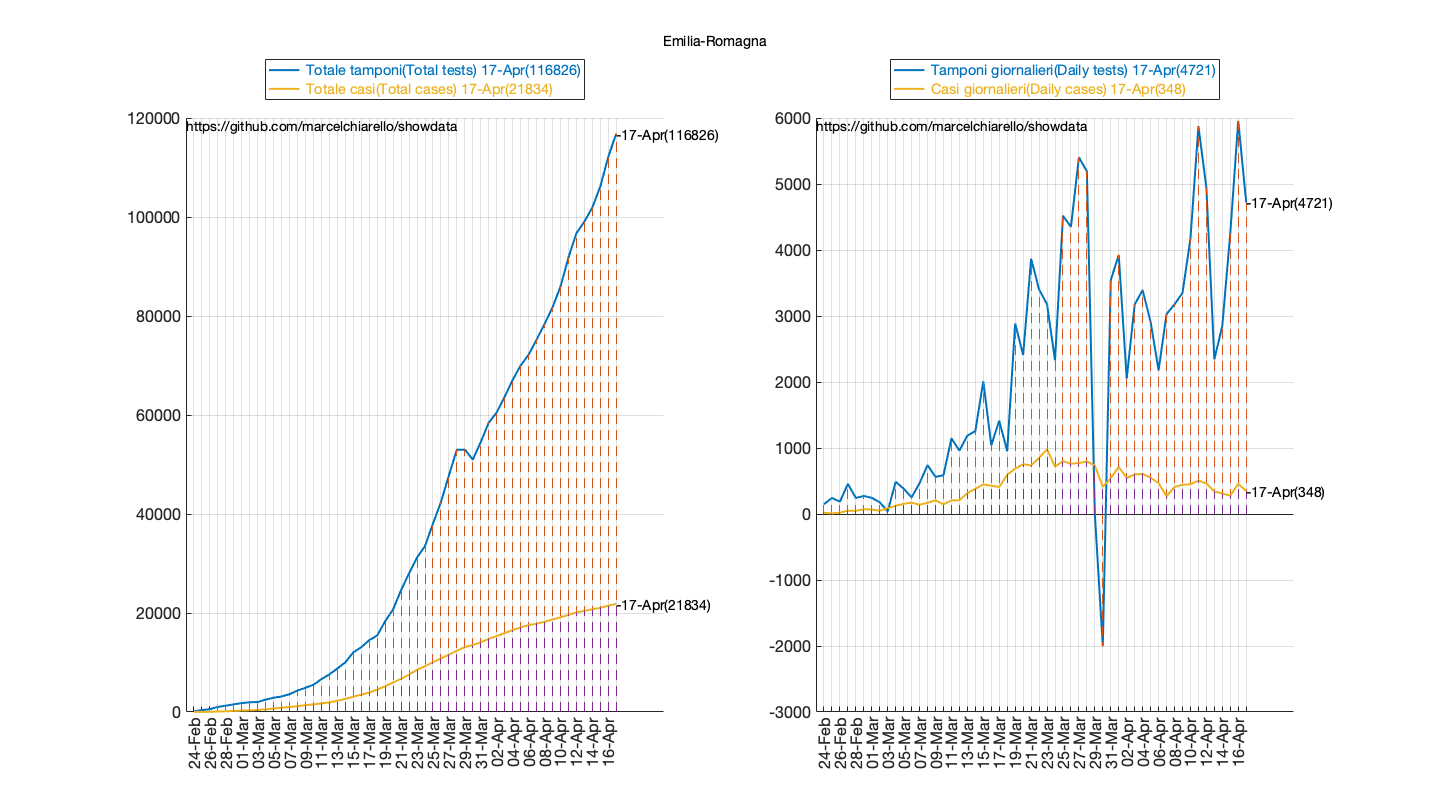 Emilia-Romagna
Totale tamponi(Total tests) 17-Apr(116826)
Totale casi(Total cases) 17-Apr(21834)
https://github.com/marcelchiarello/showdata
120000
100000
80000
60000
40000
20000
0
-17-Apr(116826)
-17-Apr(21834)
24-Feb
26-Feb
28-Feb
01-Mar
03-Mar
05-Mar
07-Mar
09-Mar
11-Mar
13-Mar
15-Mar
17-Mar
19-Mar
21-Mar
23-Mar
25-Mar
27-Mar
29-Mar
31-Mar
02-Apr
04-Apr
06-Apr
08-Apr
10-Apr
12-Apr
14-Apr
16-Apr
Tamponi giornalieri(Daily tests) 17-Apr(4721)
Casi giornalieri(Daily cases) 17-Apr(348)
https://github.com/marcelchiarello/showdata
6000
5000
4000
3000
2000
1000
0
-1000
-2000
-3000
-17-Apr(4721)
-17-Apr(348)
24-Feb
26-Feb
28-Feb
01-Mar
03-Mar
05-Mar
07-Mar
09-Mar
11-Mar
13-Mar
15-Mar
17-Mar
19-Mar
21-Mar
23-Mar
25-Mar
27-Mar
29-Mar
31-Mar
02-Apr
04-Apr
06-Apr
08-Apr
10-Apr
12-Apr
14-Apr
16-Apr